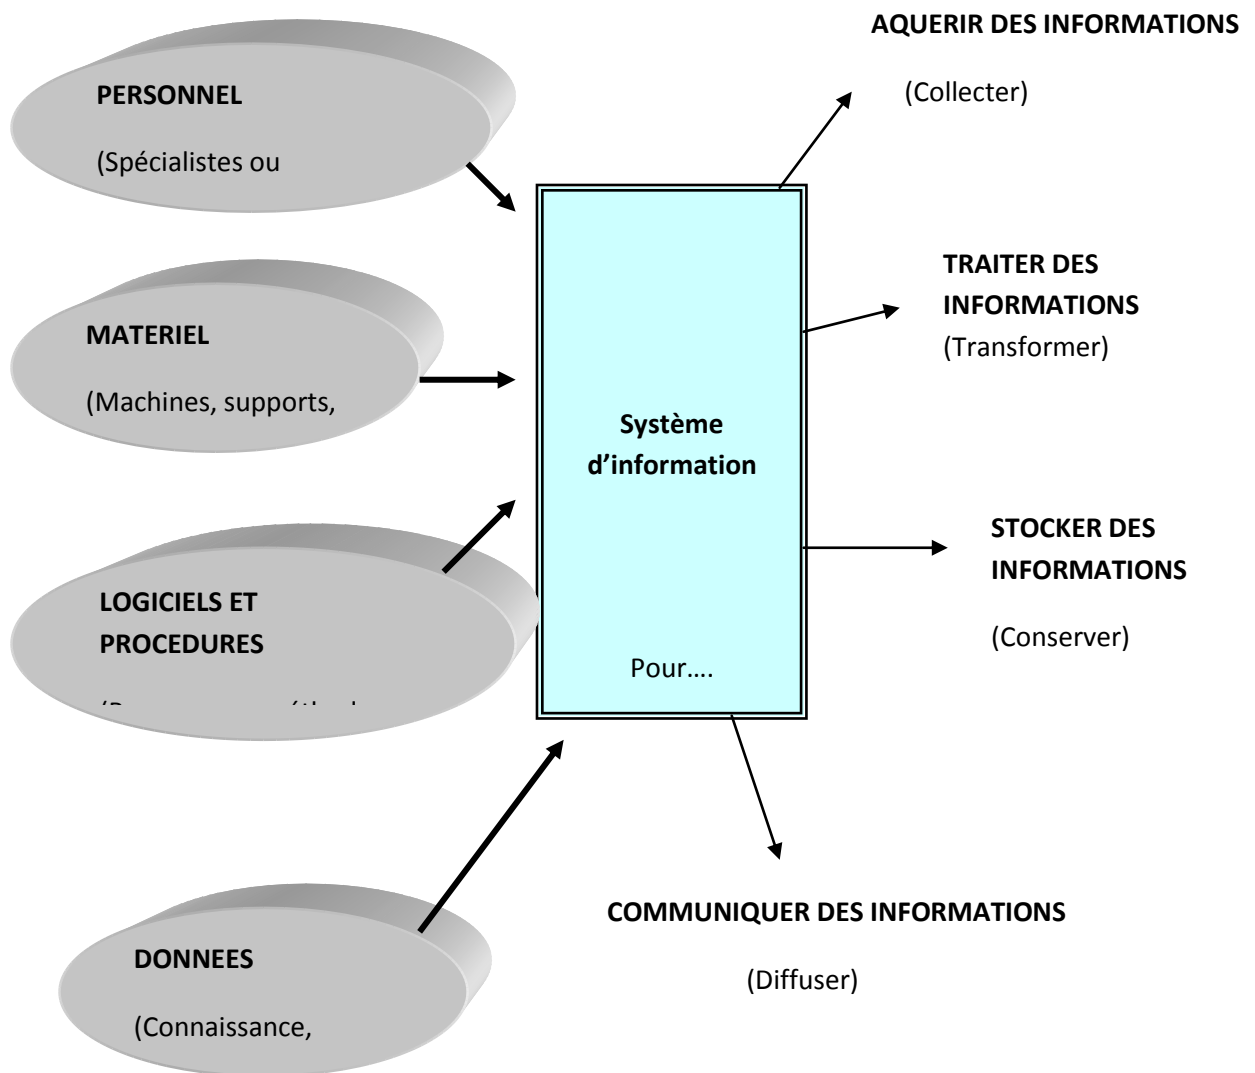 AQUERIR DES INFORMATIONS
(Collecter)
PERSONNEL
(Spécialistes ou
TRAITER DES
INFORMATIONS
(Transformer)
MATERIEL
(Machines, supports,
Système
d’information
Pour….
STOCKER DES
INFORMATIONS
(Conserver)
LOGICIELS ET
PROCEDURES
COMMUNIQUER DES INFORMATIONS
(Diffuser)
DONNEES
(Connaissance,